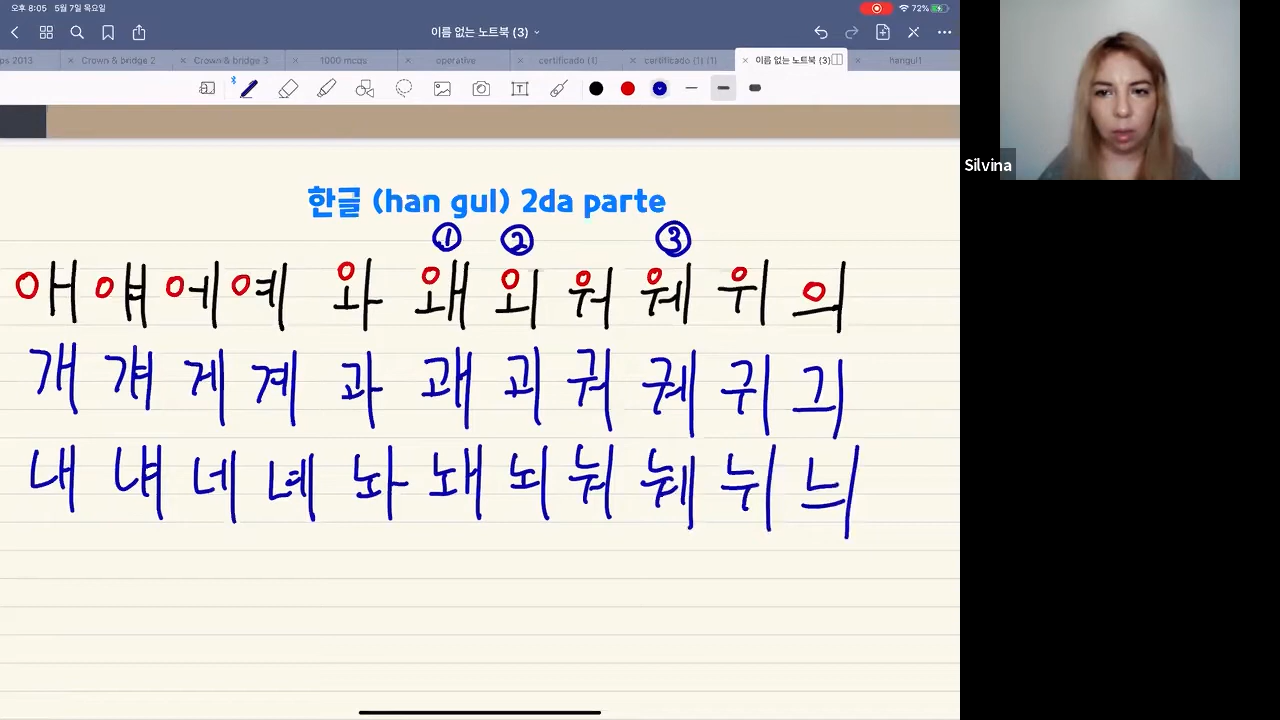 오후 8:05 5월 7일 목요일 72%
이름 없는 노트북 (3)
ps 2013 Crown & bridge 2 Crown & bridge 3 1000 mcqs operative certificado (1) certificado (1) (1) 이름 없는 노트북 (3) hangul1
Silvina
한글 (han gul) 2da parte
① ② ③
애 얘 에 예 와 왜 외 워 웨 위 의
개 걔 게 계 과 괘 괴 궈 궤 귀 긔
내 냬 네 녜 놔 놰 뇌 눠 눼 뉘 늬